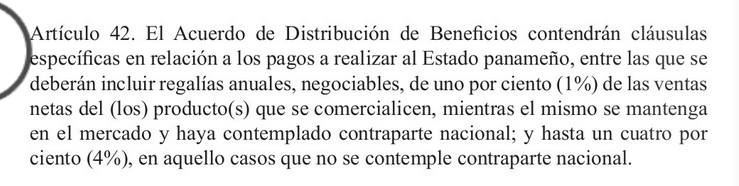 Artículo 42. El Acuerdo de Distribución de Beneficios contendrán cláusulas
específicas en relación a los pagos a realizar al Estado panameño, entre las que se
deberán incluir regalías anuales, negociables, de uno por ciento (1%) de las ventas
netas del (los) producto(s) que se comercialicen, mientras el mismo se mantenga
en el mercado y haya contemplado contraparte nacional; y hasta un cuatro por
ciento (4%), en aquello casos que no se contemple contraparte nacional.